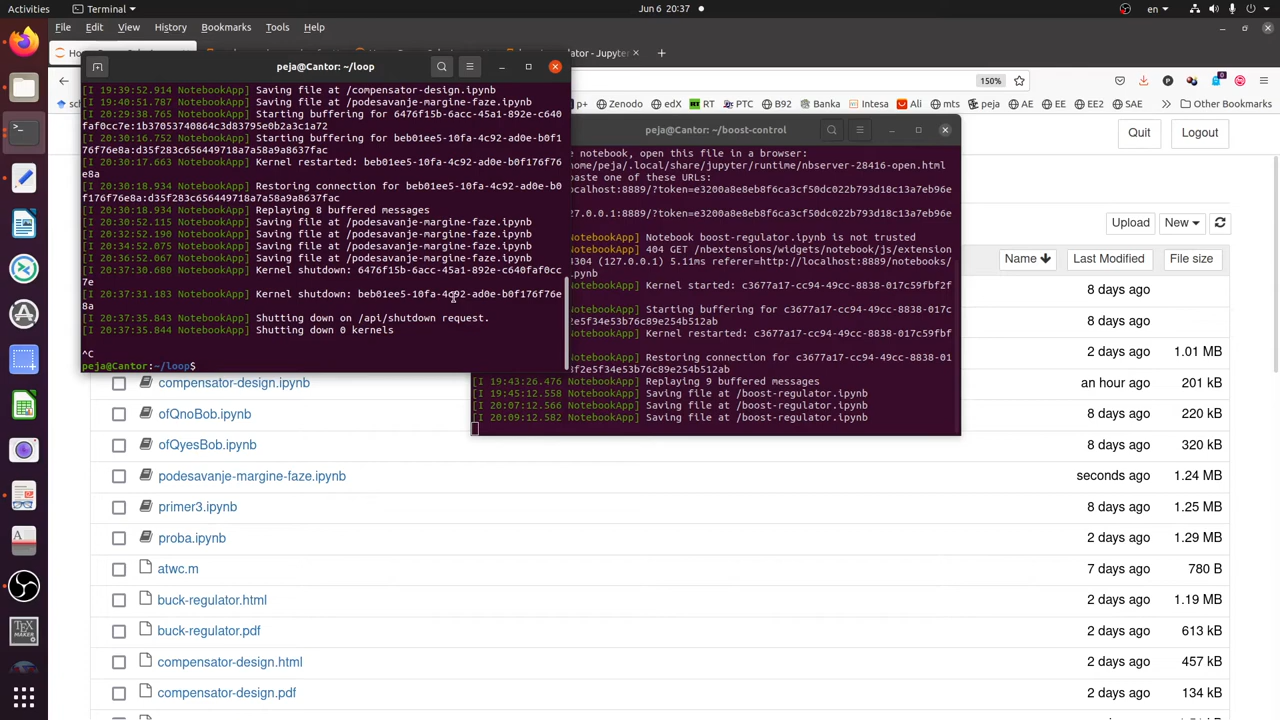 Activities
Terminal
Jun 6 20:37
en
File Edit View History Bookmarks Tools Help
Jupyter
150%
Zenodo edX RT PTC B92 Banka Intesa Ali mts peja AE EE EE
Quit Logout
Upload New
Name Last Modified File size
peja@Cantor: ~/loop
[I 19:39:52.914 NotebookApp] Saving file at /compensator-design.ipynb
[I 19:40:51.787 NotebookApp] Saving file at /podesavanje-margine-faze.ipynb
[I 20:29:38.765 NotebookApp] Starting buffering for 6476f15b-6acc-45a1-892e-c640
faf0cc7e:1b37053740864c3d83795e0b2a3c1a72
[I 20:30:16.752 NotebookApp] Starting buffering for beb01ee5-10fa-4c92-ad0e-b0f1
76f76e8a:d35f283c656449718a7a58a9a8637fac
[I 20:30:17.663 NotebookApp] Kernel restarted: beb01ee5-10fa-4c92-ad0e-b0f176f76
e8a
[I 20:30:18.934 NotebookApp] Restoring connection for beb01ee5-10fa-4c92-ad0e-b0
f176f76e8a:d35f283c656449718a7a58a9a8637fac
[I 20:30:18.934 NotebookApp] Replaying 8 buffered messages
[I 20:30:52.115 NotebookApp] Saving file at /podesavanje-margine-faze.ipynb
[I 20:32:52.190 NotebookApp] Saving file at /podesavanje-margine-faze.ipynb
[I 20:34:52.075 NotebookApp] Saving file at /podesavanje-margine-faze.ipynb
[I 20:36:52.067 NotebookApp] Saving file at /podesavanje-margine-faze.ipynb
[I 20:37:30.680 NotebookApp] Kernel shutdown: 6476f15b-6acc-45a1-892e-c640faf0cc
7e
[I 20:37:31.183 NotebookApp] Kernel shutdown: beb01ee5-10fa-4c92-ad0e-b0f176f76e
8a
[I 20:37:35.843 NotebookApp] Shutting down on /api/shutdown request.
[I 20:37:35.844 NotebookApp] Shutting down 0 kernels
^C
peja@Cantor:~/loop$
peja@Cantor: ~/boost-control
e notebook, open this file in a browser:
home/peja/.local/share/jupyter/runtime/nbserver-28416-open.html
paste one of these URLs:
ocalhost:8889/?token=e3200a8e8eb8f6ca3cf50dc022b793d18c13a7eb96e
27.0.0.1:8889/?token=e3200a8e8eb8f6ca3cf50dc022b793d18c13a7eb96e
NotebookApp] Notebook boost-regulator.ipynb is not trusted
NotebookApp] 404 GET /nbextensions/widgets/notebook/js/extension
4304 (127.0.0.1) 5.11ms referer=http://localhost:8889/notebooks/
.ipynb
NotebookApp] Kernel started: c3677a17-cc94-49cc-8838-017c59fbf2f
NotebookApp] Starting buffering for c3677a17-cc94-49cc-8838-017c
2e5f34e53d76c89e254512ab
NotebookApp] Kernel restarted: c3677a17-cc94-49cc-8838-017c59fbf
NotebookApp] Restoring connection for c3677a17-cc94-49cc-8838-01
254512ab
[I 19:43:26.476 NotebookApp] Replaying 9 buffered messages
[I 19:45:12.558 NotebookApp] Saving file at /boost-regulator.ipynb
[I 20:07:12.566 NotebookApp] Saving file at /boost-regulator.ipynb
[I 20:09:12.582 NotebookApp] Saving file at /boost-regulator.ipynb
8 days ago
8 days ago
2 days ago 1.01 MB
compensator-design.ipynb an hour ago 201 kB
ofQnoBob.ipynb 8 days ago 220 kB
ofQyesBob.ipynb 8 days ago 320 kB
podesavanje-margine-faze.ipynb seconds ago 1.24 MB
primer3.ipynb 8 days ago 1.25 MB
proba.ipynb 2 days ago 1.29 MB
atwc.m 7 days ago 780 B
buck-regulator.html 2 days ago 1.19 MB
buck-regulator.pdf 2 days ago 613 kB
compensator-design.html 2 days ago 457 kB
compensator-design.pdf 2 days ago 134 kB